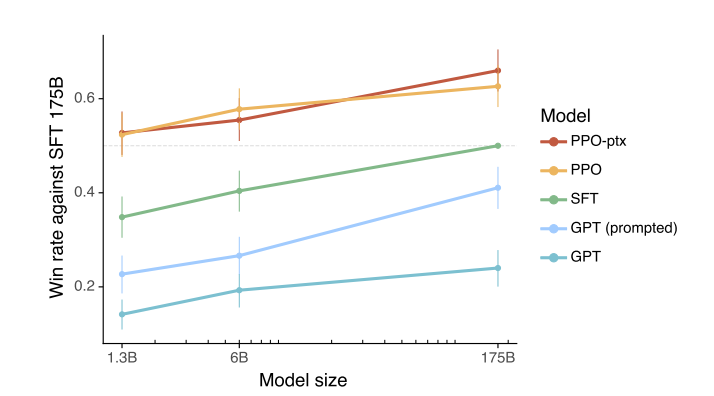 Win rate against SFT 175B
0.6
0.4
0.2
1.3B
6B
175B
Model size
Model
PPO-ptx
PPO
SFT
GPT (prompted)
GPT